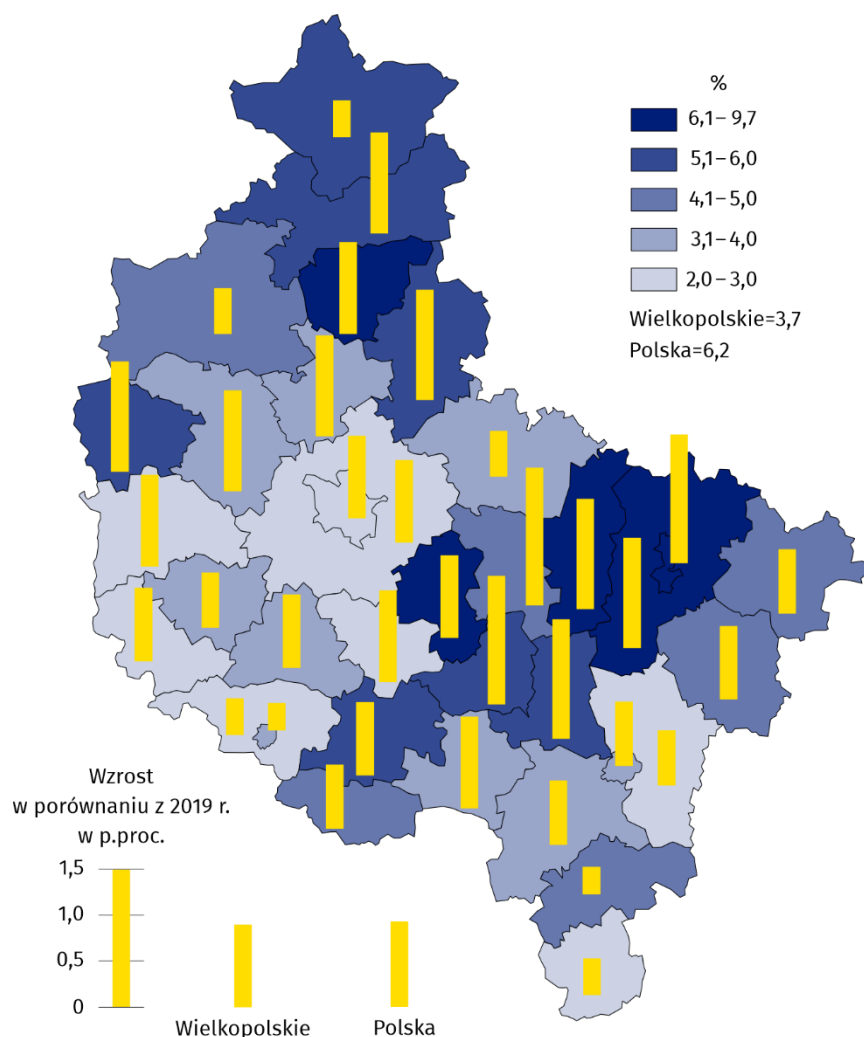 %
6,1– 9,7
5,1– 6,0
4,1– 5,0
3,1– 4,0
2,0– 3,0
Wielkopolskie=3,7
Polska=6,2
Wzrost
w porównaniu z 2019 r.
w p.proc.
1,5
1,0
0,5
0
Wielkopolskie
Polska